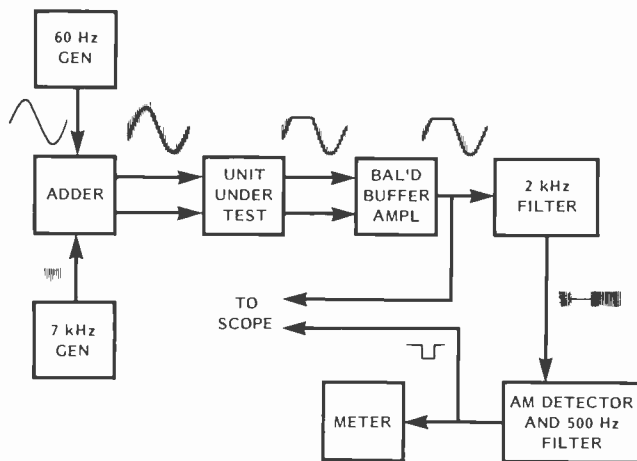 60 Hz
GEN
ADDER
UNIT
UNDER
TEST
BAL'D
BUFFER
AMPL
2 kHz
FILTER
7 kHz
GEN
TO
SCOPE
METER
AM DETECTOR
AND 500 Hz
FILTER